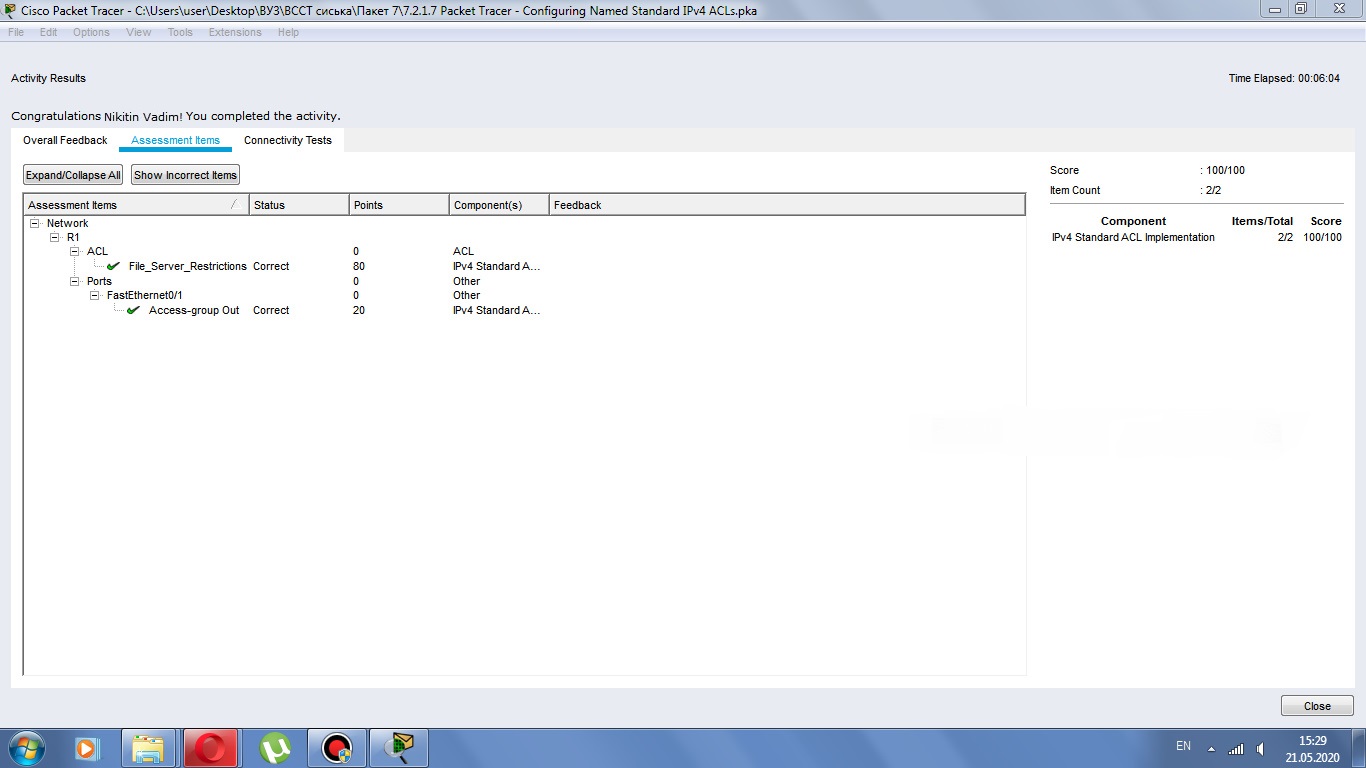 Cisco Packet Tracer - C:\Users\user\Desktop\ВУЗ\ВССТ сиська\Пакет 7\7.2.1.7 Packet Tracer - Configuring Named Standard IPv4 ACLs.pka
File Edit Options View Tools Extensions Help
Activity Results
Time Elapsed: 00:06:04
Congratulations Nikitin Vadim! You completed the activity.
Overall Feedback Assessment Items Connectivity Tests
Expand/Collapse All Show Incorrect Items
Assessment Items Status Points Component(s) Feedback
Network
R1
ACL 0 ACL
File_Server_Restrictions Correct 80 IPv4 Standard A...
Ports 0 Other
FastEthernet0/1 0 Other
Access-group Out Correct 20 IPv4 Standard A...
Score : 100/100
Item Count : 2/2
Component Items/Total Score
IPv4 Standard ACL Implementation 2/2 100/100
Close
EN
15:29
21.05.2020